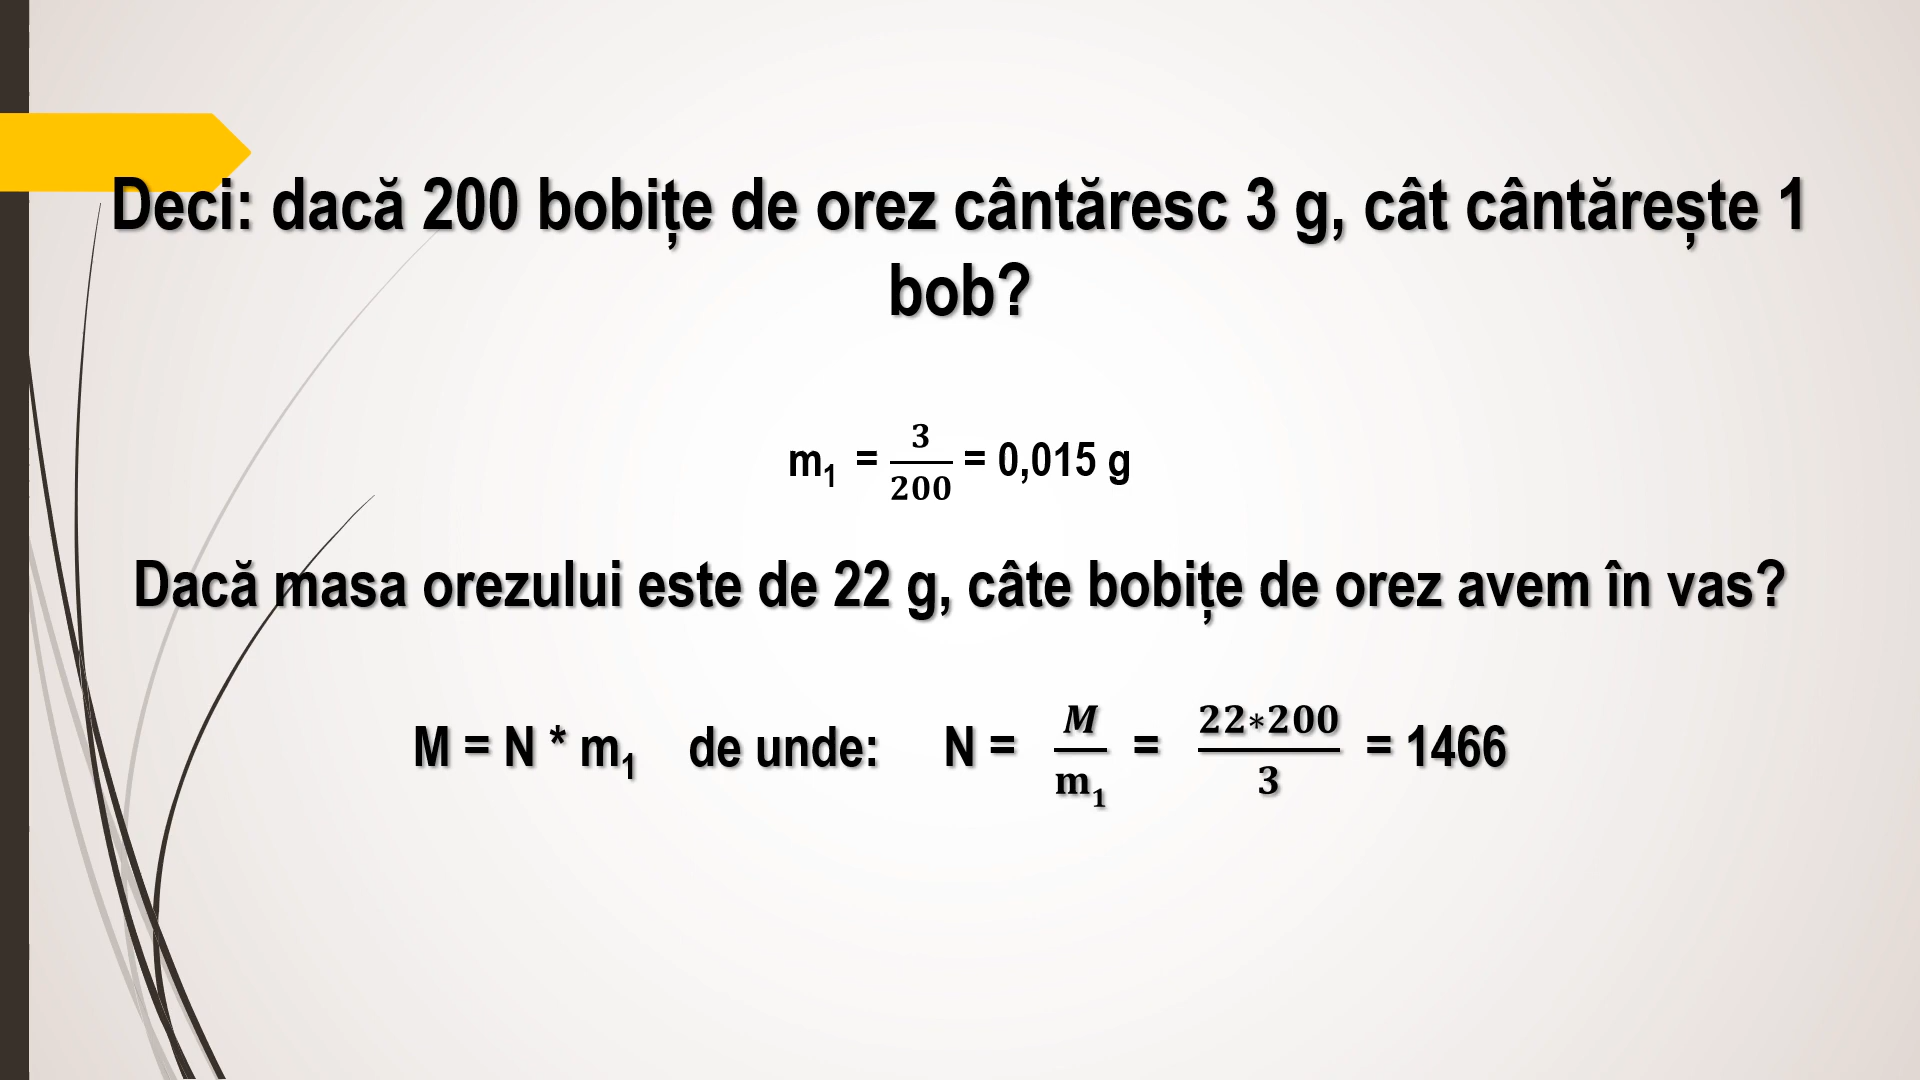 Deci: dacă 200 bobițe de orez cântăresc 3 g, cât cântărește 1
bob?
m₁ = 3/200 = 0,015 g
Dacă masa orezului este de 22 g, câte bobițe de orez avem în vas?
M = N * m₁ de unde: N = M/m₁ = 22*200/3 = 1466